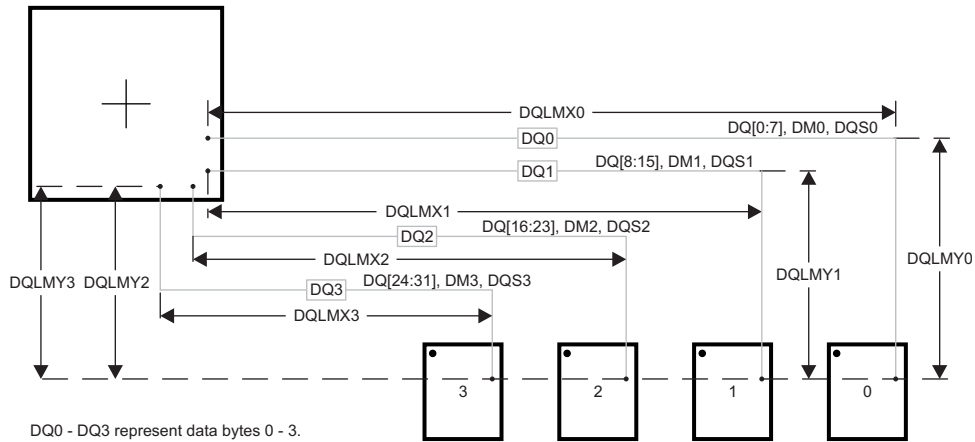 DQLMX0
DQ[0:7], DM0, DQS0
DQ0
DQ[8:15], DM1, DQS1
DQ1
DQLMX1
DQ[16:23], DM2, DQS2
DQ2
DQLMX2
DQLMY0
DQLMY1
DQLMY3 DQLMY2
DQ[24:31], DM3, DQS3
DQ3
DQLMX3
3 2 1 0
DQ0 - DQ3 represent data bytes 0 - 3.